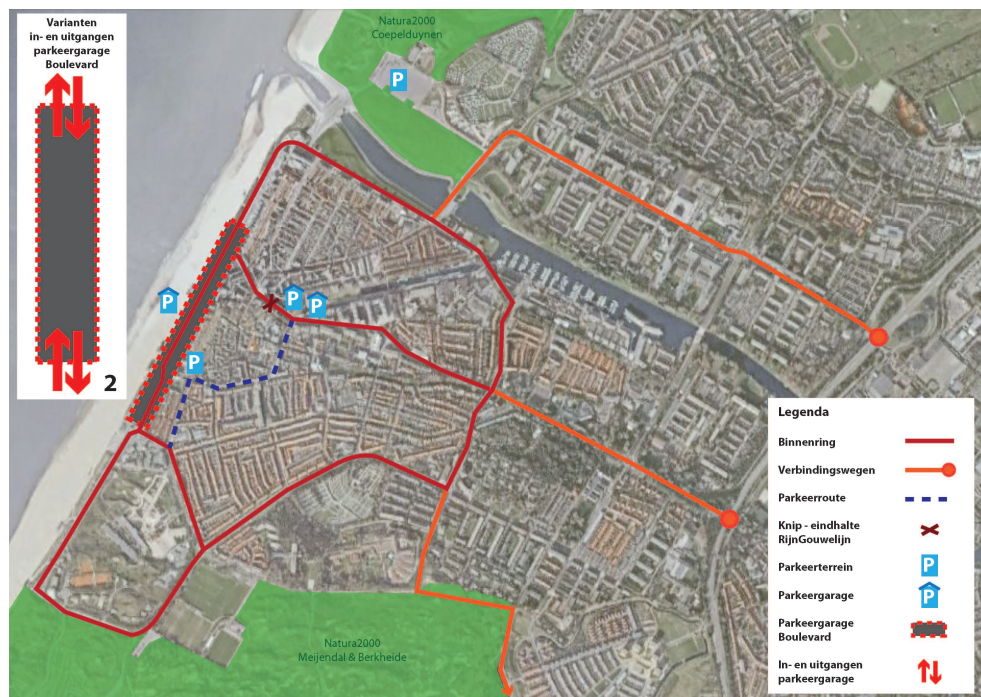 Varianten
in- en uitgangen
parkeergarage
Boulevard
2
Natura2000
Coepelduynen
P
P
P
P
P
Natura2000
Meijendal & Berkheide
Legenda
Binnenring
Verbindingswegen
Parkeerroute
Knip - eindhalte
RijnGouwelijn
Parkeerterrein
P
Parkeergarage
P
Parkeergarage
Boulevard
In- en uitgangen
parkeergarage